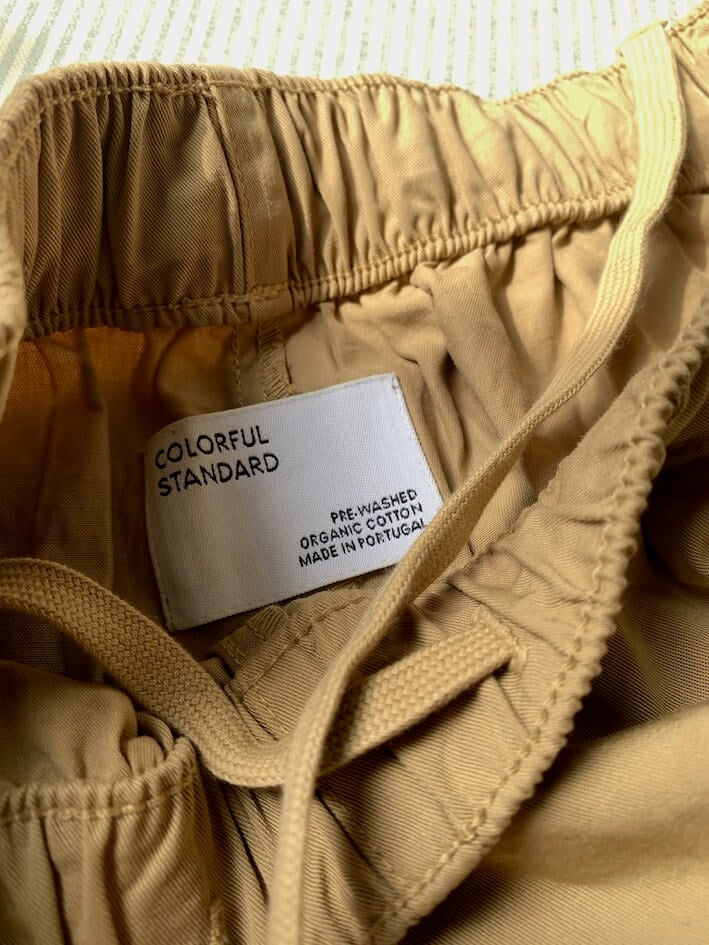 COLORFUL
STANDARD
PRE-WASHED
ORGANIC COTTON
MADE IN PORTUGAL